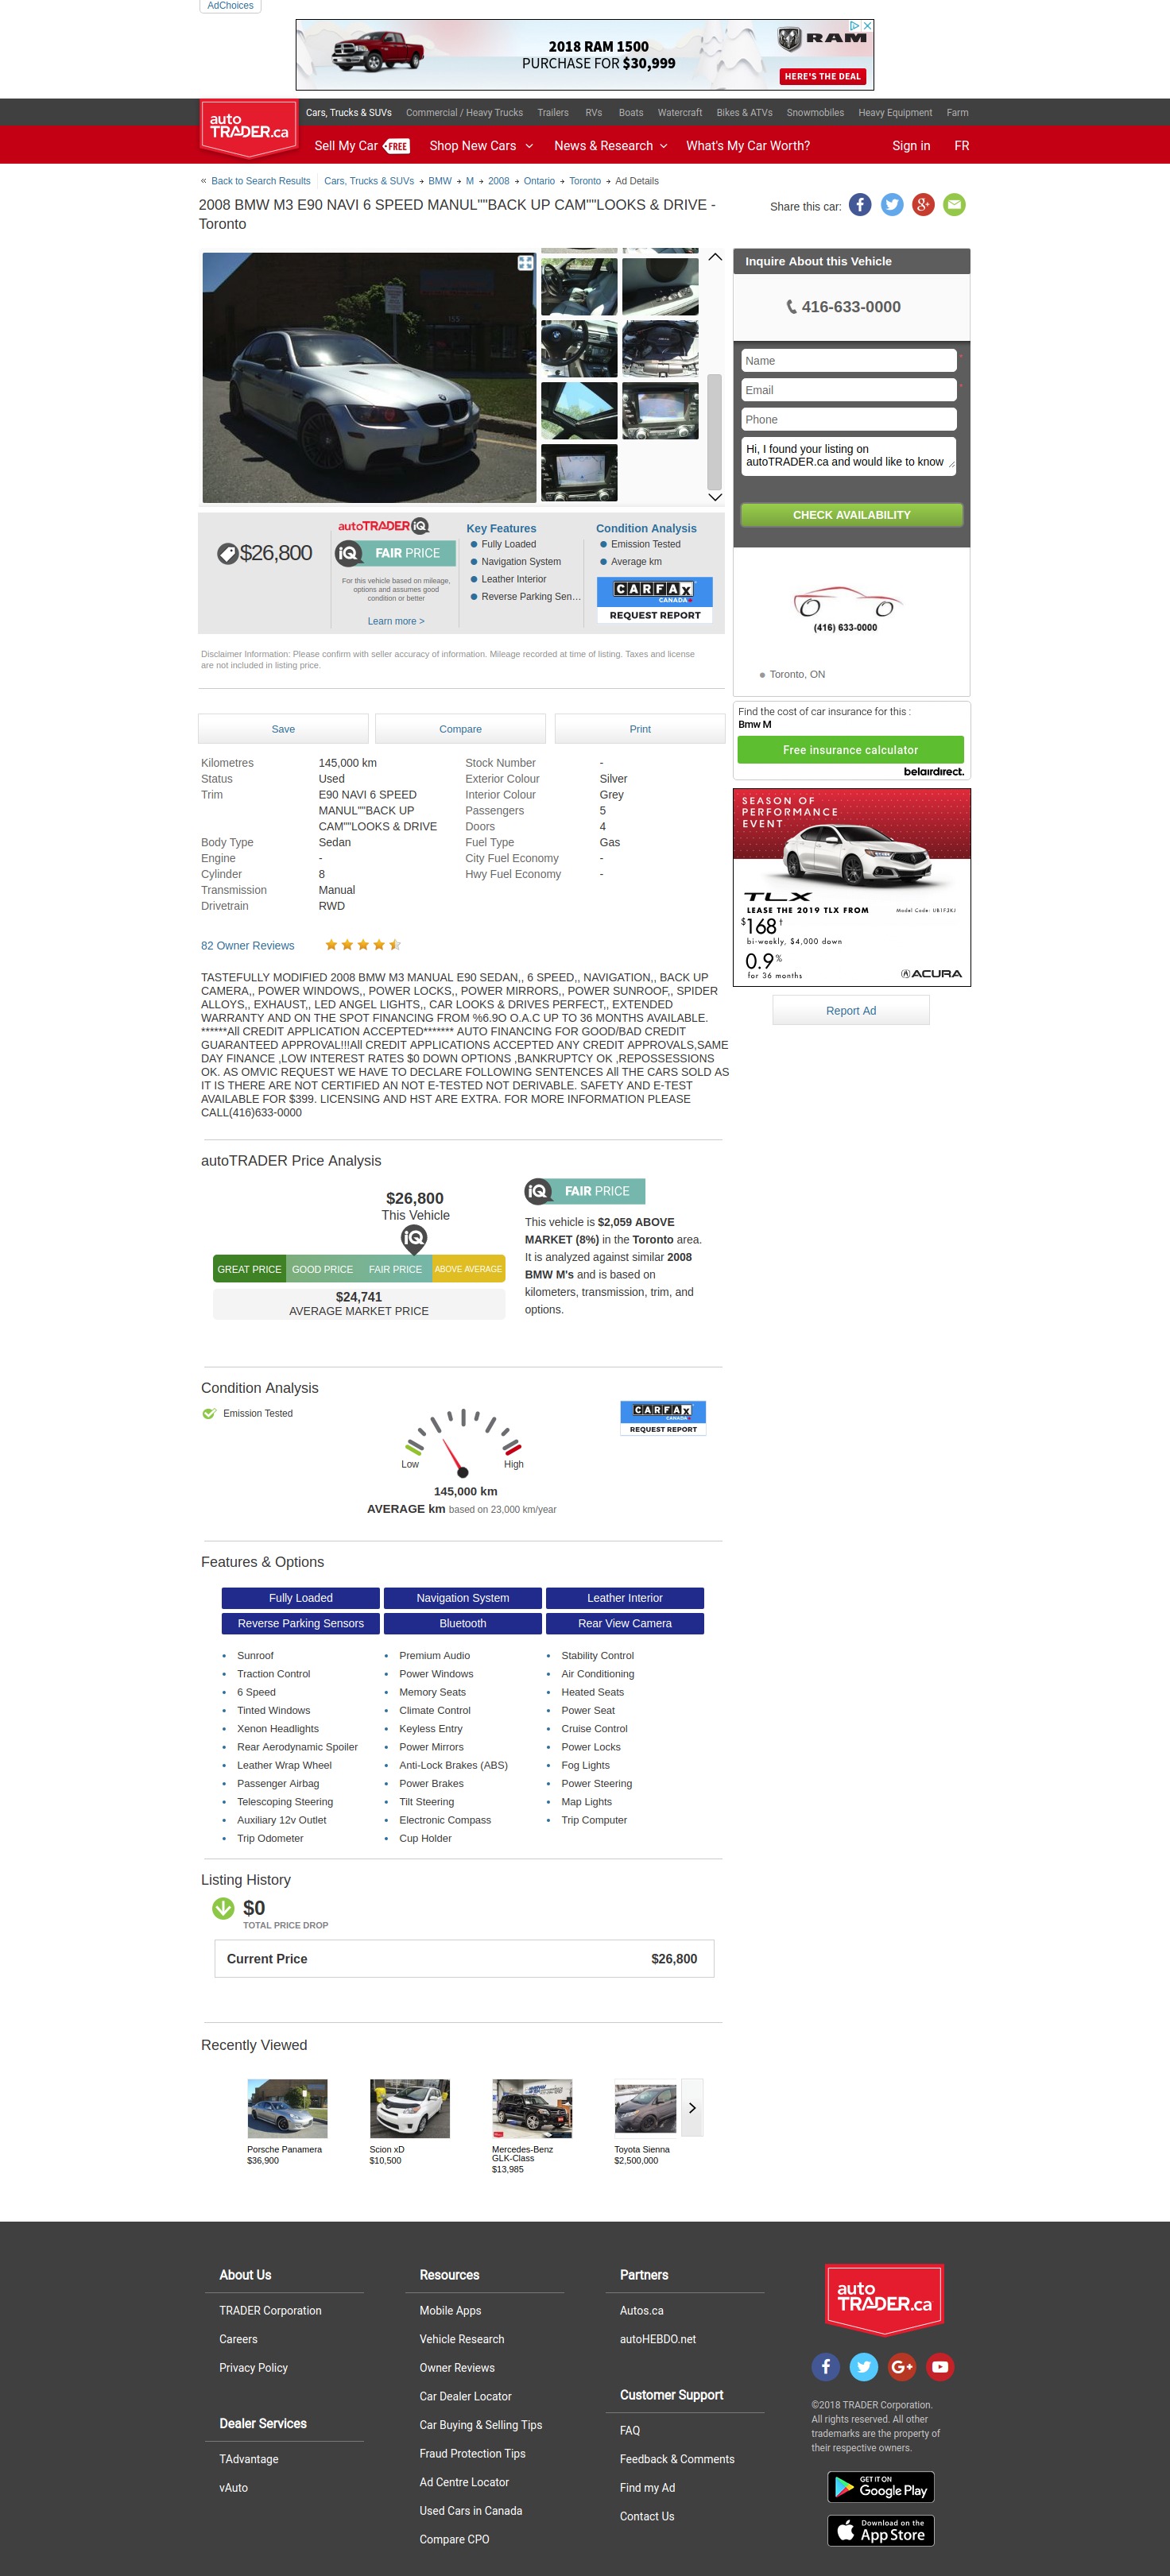 AdChoices
2018 RAM 1500
PURCHASE FOR $30,999
RAM
HERE'S THE DEAL
auto
TRADER.ca
Cars, Trucks & SUVs Commercial / Heavy Trucks Trailers RVs Boats Watercraft Bikes & ATVs Snowmobiles Heavy Equipment Farm
Sell My Car FREE Shop New Cars News & Research What's My Car Worth? Sign in FR
« Back to Search Results Cars, Trucks & SUVs → BMW → M → 2008 → Ontario → Toronto → Ad Details
2008 BMW M3 E90 NAVI 6 SPEED MANUL""BACK UP CAM""LOOKS & DRIVE -
Toronto
Share this car:
Inquire About this Vehicle
416-633-0000
Name
*
Email
*
Phone
Hi, I found your listing on
autoTRADER.ca and would like to know
CHECK AVAILABILITY
(416) 633-0000
Toronto, ON
$26,800
autoTRADER iQ
iQ FAIR PRICE
For this vehicle based on mileage,
options and assumes good
condition or better
Learn more >
Key Features
Fully Loaded
Navigation System
Leather Interior
Reverse Parking Sen...
Condition Analysis
Emission Tested
Average km
CARFAX
CANADA
REQUEST REPORT
Disclaimer Information: Please confirm with seller accuracy of information. Mileage recorded at time of listing. Taxes and license
are not included in listing price.
Find the cost of car insurance for this :
Bmw M
Free insurance calculator
belairdirect.
Save Compare Print
Kilometres 145,000 km
Status Used
Trim E90 NAVI 6 SPEED
MANUL""BACK UP
CAM""LOOKS & DRIVE
Body Type Sedan
Engine -
Cylinder 8
Transmission Manual
Drivetrain RWD
Stock Number -
Exterior Colour Silver
Interior Colour Grey
Passengers 5
Doors 4
Fuel Type Gas
City Fuel Economy -
Hwy Fuel Economy -
SEASON OF
PERFORMANCE
EVENT
TLX
LEASE THE 2019 TLX FROM
Model Code: UB1F2KJ
$168†
bi-weekly, $4,000 down
0.9%
for 36 months
ACURA
Report Ad
82 Owner Reviews
TASTEFULLY MODIFIED 2008 BMW M3 MANUAL E90 SEDAN,, 6 SPEED,, NAVIGATION,, BACK UP
CAMERA,, POWER WINDOWS,, POWER LOCKS,, POWER MIRRORS,, POWER SUNROOF,, SPIDER
ALLOYS,, EXHAUST,, LED ANGEL LIGHTS,, CAR LOOKS & DRIVES PERFECT,, EXTENDED
WARRANTY AND ON THE SPOT FINANCING FROM %6.9O O.A.C UP TO 36 MONTHS AVAILABLE.
******All CREDIT APPLICATION ACCEPTED******* AUTO FINANCING FOR GOOD/BAD CREDIT
GUARANTEED APPROVAL!!!All CREDIT APPLICATIONS ACCEPTED ANY CREDIT APPROVALS,SAME
DAY FINANCE ,LOW INTEREST RATES $0 DOWN OPTIONS ,BANKRUPTCY OK ,REPOSSESSIONS
OK. AS OMVIC REQUEST WE HAVE TO DECLARE FOLLOWING SENTENCES All THE CARS SOLD AS
IT IS THERE ARE NOT CERTIFIED AN NOT E-TESTED NOT DERIVABLE. SAFETY AND E-TEST
AVAILABLE FOR $399. LICENSING AND HST ARE EXTRA. FOR MORE INFORMATION PLEASE
CALL(416)633-0000
autoTRADER Price Analysis
$26,800
This Vehicle
iQ
GREAT PRICE GOOD PRICE FAIR PRICE ABOVE AVERAGE
$24,741
AVERAGE MARKET PRICE
iQ FAIR PRICE
This vehicle is $2,059 ABOVE
MARKET (8%) in the Toronto area.
It is analyzed against similar 2008
BMW M's and is based on
kilometers, transmission, trim, and
options.
Condition Analysis
Emission Tested
Low High
145,000 km
AVERAGE km based on 23,000 km/year
CARFAX
CANADA
REQUEST REPORT
Features & Options
Fully Loaded Navigation System Leather Interior
Reverse Parking Sensors Bluetooth Rear View Camera
Sunroof Premium Audio Stability Control
Traction Control Power Windows Air Conditioning
6 Speed Memory Seats Heated Seats
Tinted Windows Climate Control Power Seat
Xenon Headlights Keyless Entry Cruise Control
Rear Aerodynamic Spoiler Power Mirrors Power Locks
Leather Wrap Wheel Anti-Lock Brakes (ABS) Fog Lights
Passenger Airbag Power Brakes Power Steering
Telescoping Steering Tilt Steering Map Lights
Auxiliary 12v Outlet Electronic Compass Trip Computer
Trip Odometer Cup Holder
Listing History
$0
TOTAL PRICE DROP
Current Price $26,800
Recently Viewed
Porsche Panamera
$36,900
Scion xD
$10,500
Mercedes-Benz
GLK-Class
$13,985
Toyota Sienna
$2,500,000
About Us
TRADER Corporation
Careers
Privacy Policy
Dealer Services
TAdvantage
vAuto
Resources
Mobile Apps
Vehicle Research
Owner Reviews
Car Dealer Locator
Car Buying & Selling Tips
Fraud Protection Tips
Ad Centre Locator
Used Cars in Canada
Compare CPO
Partners
Autos.ca
autoHEBDO.net
Customer Support
FAQ
Feedback & Comments
Find my Ad
Contact Us
auto
TRADER.ca
©2018 TRADER Corporation.
All rights reserved. All other
trademarks are the property of
their respective owners.
GET IT ON
Google Play
Download on the
App Store